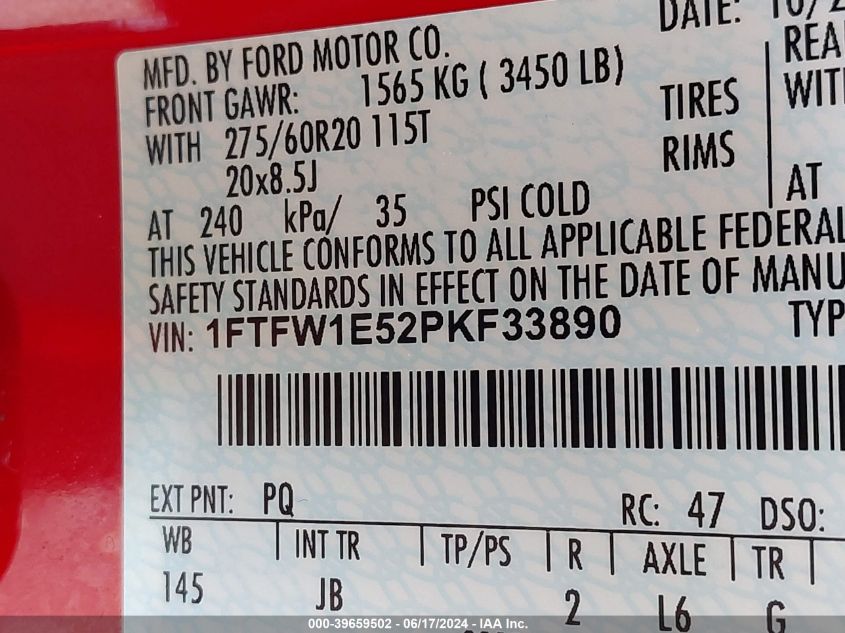 DATE:
MFD. BY FORD MOTOR CO.
FRONT GAWR: 1565 KG ( 3450 LB)
WITH 275/60R20 115T TIRES
20x8.5J RIMS
AT 240 kPa/ 35 PSI COLD
AT
THIS VEHICLE CONFORMS TO ALL APPLICABLE FEDERAL
SAFETY STANDARDS IN EFFECT ON THE DATE OF MANU
VIN: 1FTFW1E52PKF33890 TYP
EXT PNT: PQ RC: 47 DSO:
WB INT TR TP/PS R AXLE TR
145 JB 2 L6 G
000-39659502 - 06/17/2024 - IAA Inc.